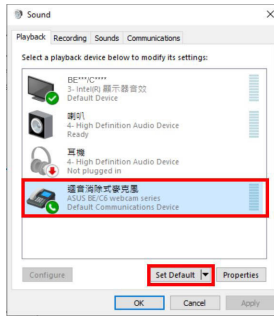 Sound
Playback Recording Sounds Communications
Select a playback device below to modify its settings:
BE***/C****
3- Intel(R) 顯示器音效
Default Device
喇叭
4- High Definition Audio Device
Ready
耳機
4- High Definition Audio Device
Not plugged in
迴音消除式麥克風
ASUS BE/C6 webcam series
Default Communications Device
Configure Set Default Properties
OK Cancel Apply